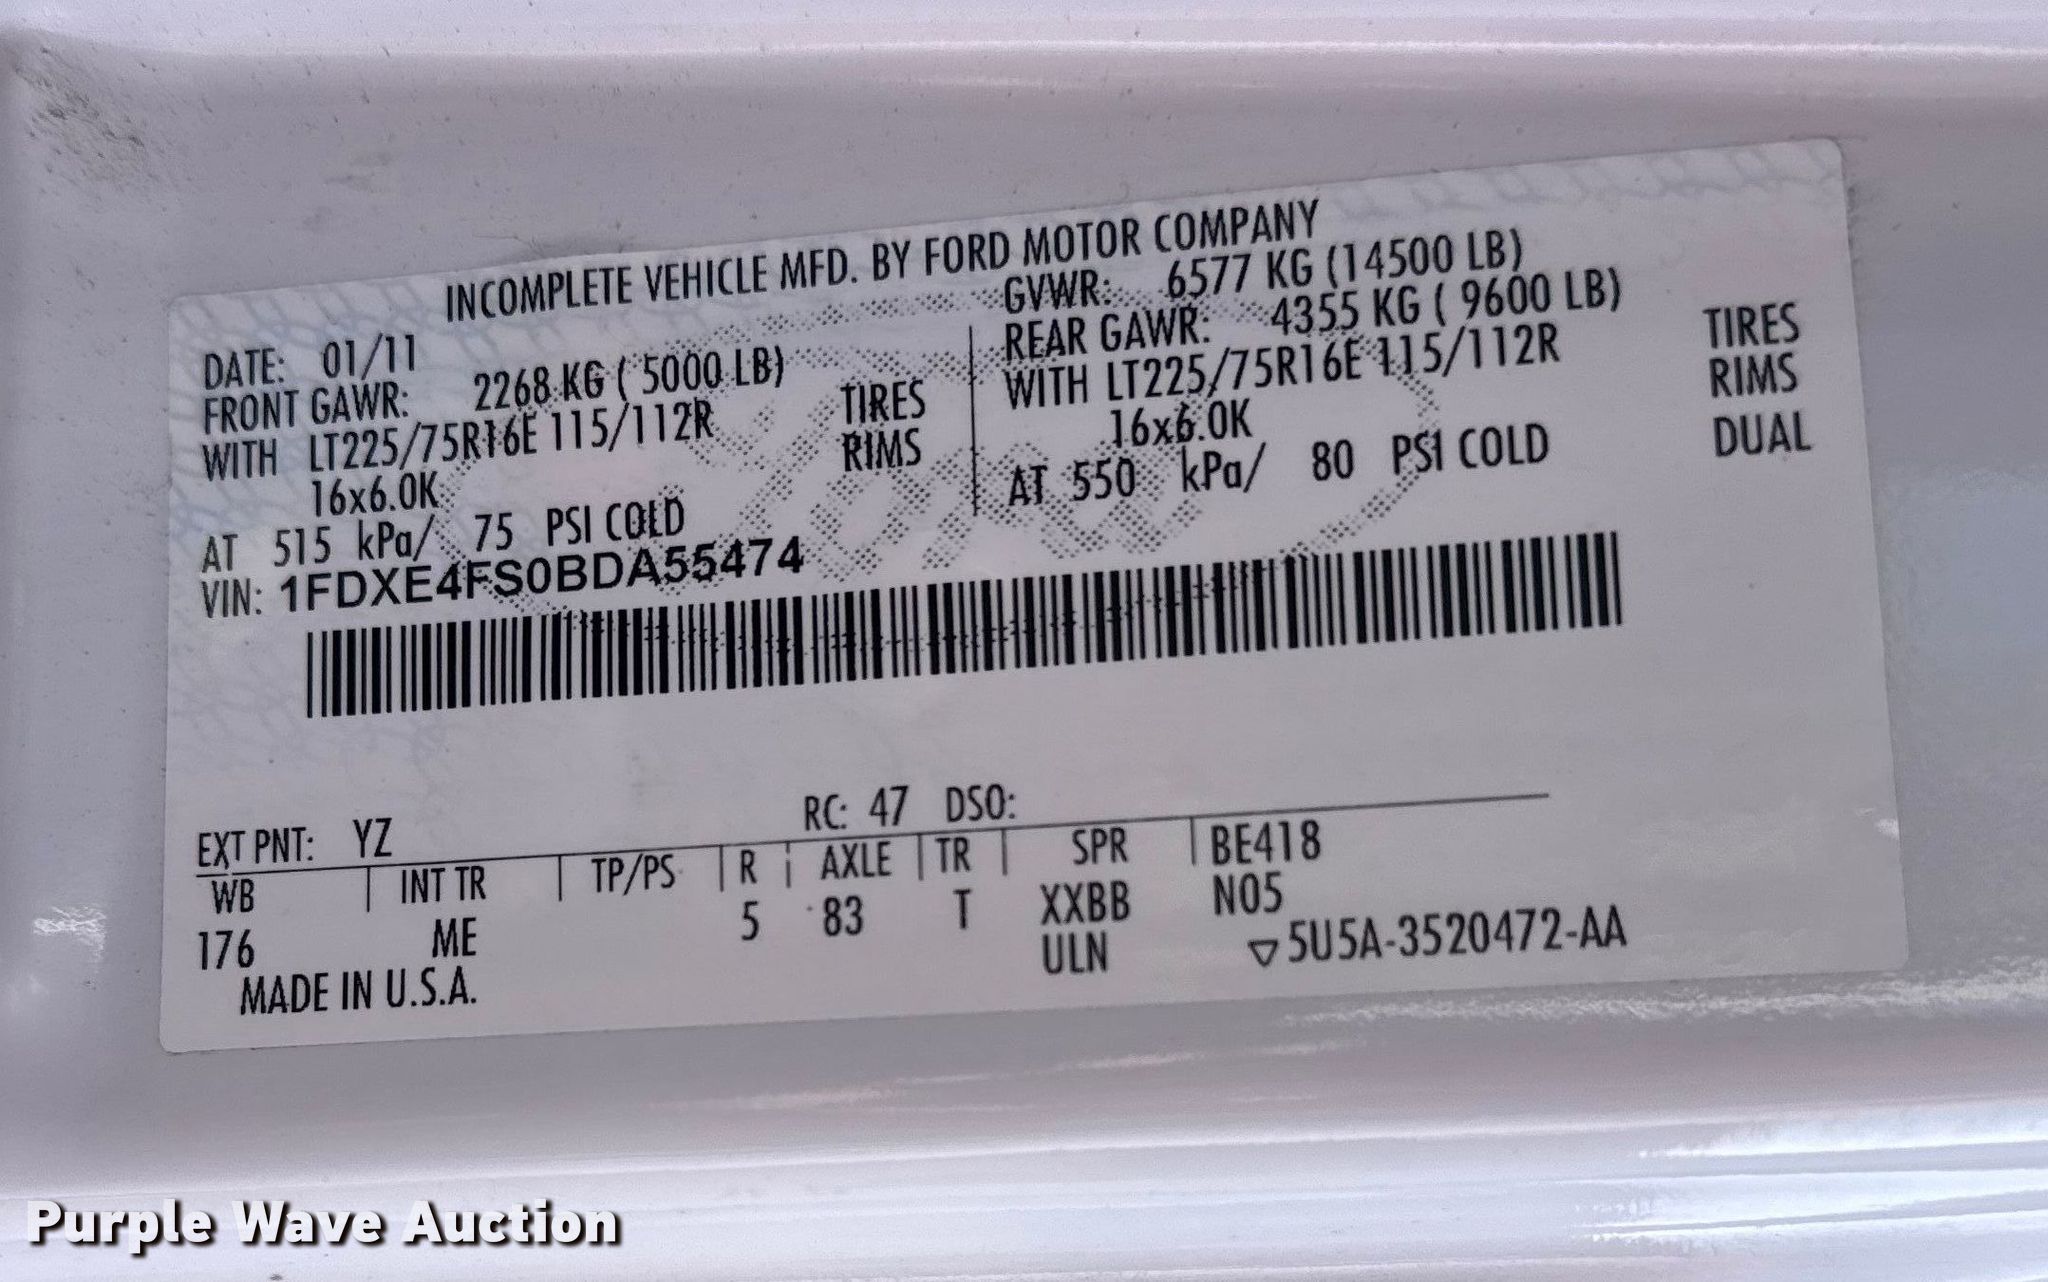 INCOMPLETE VEHICLE MFD. BY FORD MOTOR COMPANY
DATE: 01/11
FRONT GAWR: 2268 KG ( 5000 LB)
WITH LT225/75R16E 115/112R TIRES
16x6.0K RIMS
AT 515 kPa/ 75 PSI COLD
GVWR: 6577 KG (14500 LB)
REAR GAWR: 4355 KG ( 9600 LB)
WITH LT225/75R16E 115/112R TIRES
16x6.0K RIMS
AT 550 kPa/ 80 PSI COLD DUAL
VIN: 1FDXE4FS0BDA55474
EXT PNT: YZ RC: 47 DSO:
WB | INT TR | TP/PS | R | AXLE | TR | SPR | BE418
176 ME 5 83 T XXBB N05
ULN ▽5U5A-3520472-AA
MADE IN U.S.A.
Purple Wave Auction